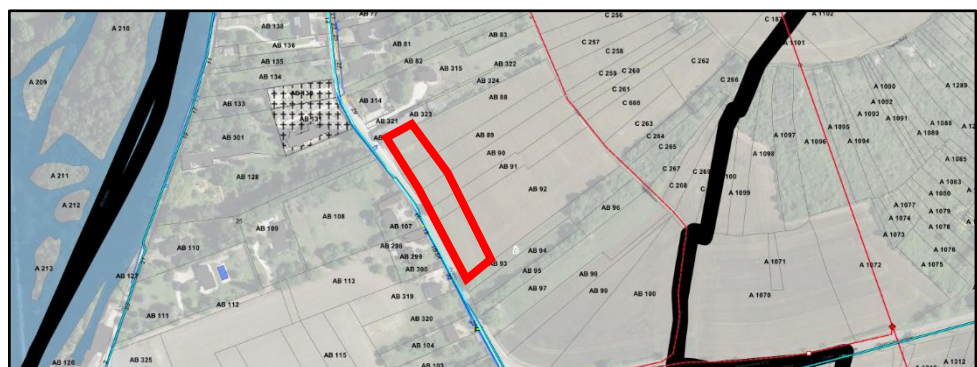 A 210
AB 138
AB 77
AB 83
C 256
C 187
A 1102
AB 136
AB 81
C 257
A 1101
AB 135
AB 82
AB 315
AB 322
C 258
C 262
A 209
AB 134
AB 324
C 259
C 260
C 266
A 1090
A 1289
AB 133
AB 314
AB 88
C 261
A 1092
AB 131
AB 321
AB 323
C 608
A 1093
A 1091
AB 301
AB 89
C 263
A 1097
A 1095
A 1088
C 264
A 1096
A 1094
A 1089
AB 90
C 265
A 1098
AB 128
AB 91
C 267
A 1085
A 211
AB 92
C 268
A 1099
A 1083
A 1080
A 212
AB 108
AB 96
A 1077
A 1079
AB 109
AB 107
A 1074
A 1078
AB 110
AB 298
AB 94
A 1073
A 1076
A 213
AB 299
AB 93
A 1071
A 1072
A 1075
AB 127
AB 300
AB 95
AB 98
AB 113
AB 97
AB 99
AB 100
A 1070
AB 112
AB 319
AB 111
AB 320
AB 126
AB 325
AB 115
AB 104
AB 103
A 1312